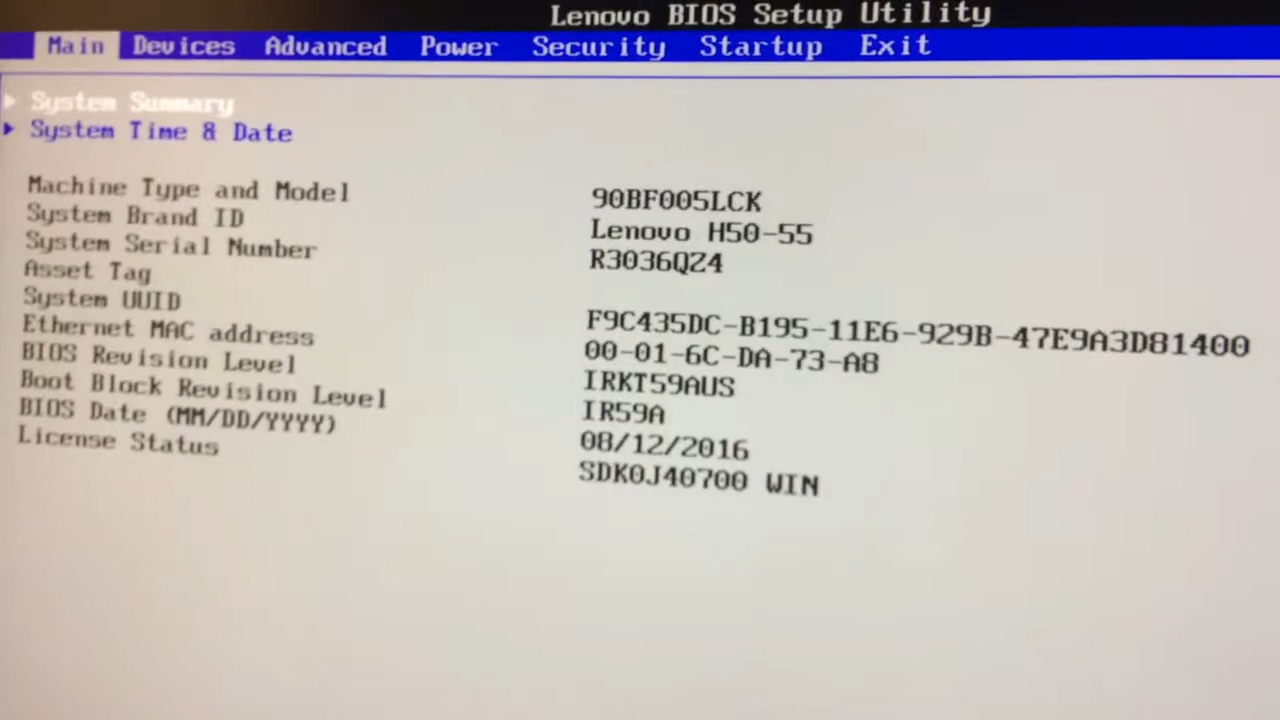 Lenovo BIOS Setup Utility
Main Devices Advanced Power Security Startup Exit
System Summary
System Time & Date
Machine Type and Model 90BF005LCK
System Brand ID Lenovo H50-55
System Serial Number R3036QZ4
Asset Tag
System UUID F9C435DC-B195-11E6-929B-47E9A3D81400
Ethernet MAC address 00-01-6C-DA-73-A8
BIOS Revision Level IRKT59AUS
Boot Block Revision Level IR59A
BIOS Date (MM/DD/YYYY) 08/12/2016
License Status SDK0J40700 WIN